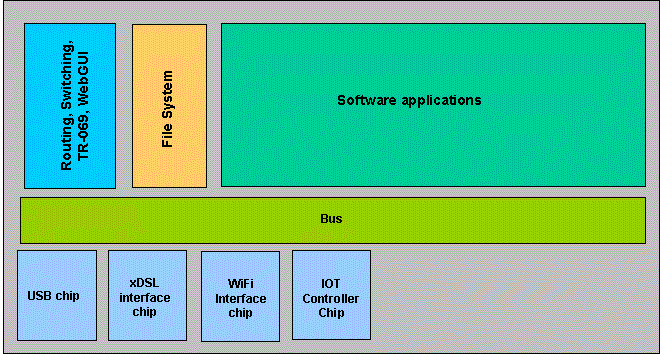 Routing, Switching,
TR-069, WebGUI
File System
Software applications
Bus
USB chip
xDSL
interface
chip
WiFi
Interface
chip
IOT
Controller
Chip